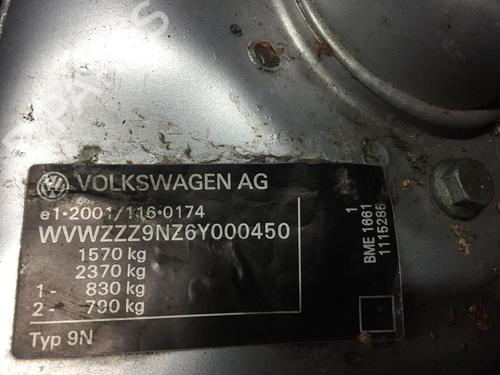 VOLKSWAGEN AG
e1*2001/116*0174
WVWZZZ9NZ6Y000450
1570 kg
2370 kg
1- 830 kg
2- 790 kg
Typ 9N
1
BME 1661
1115285